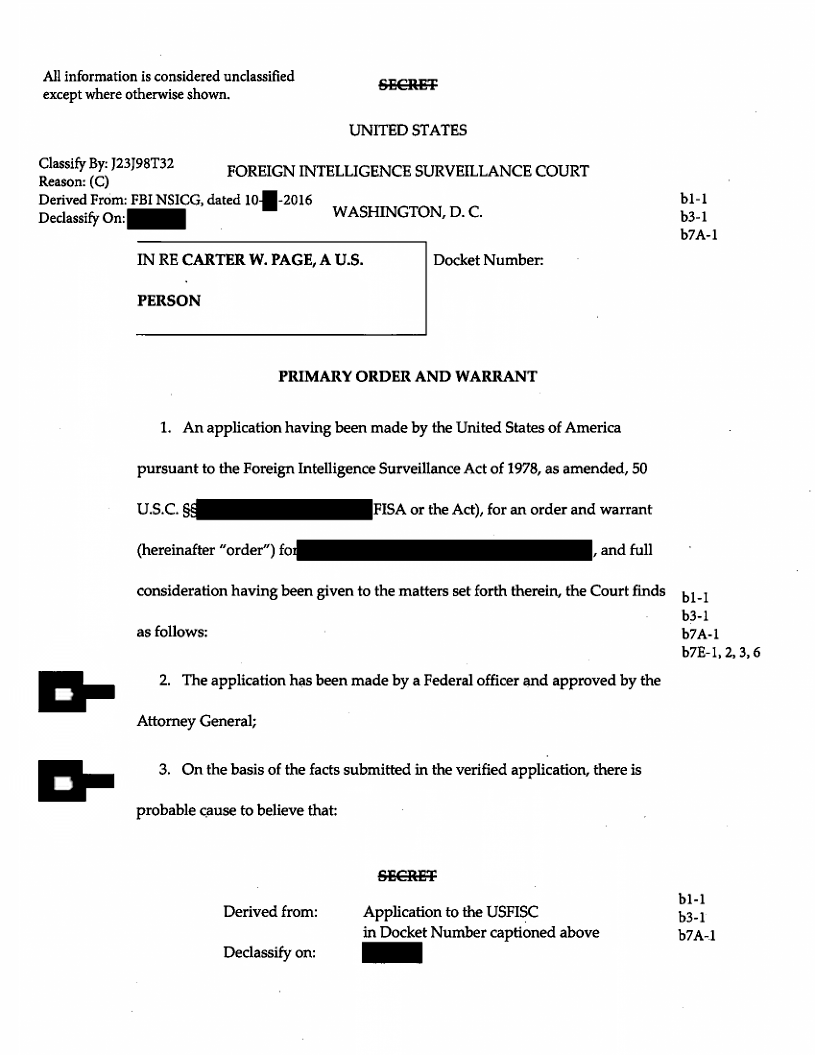 All information is considered unclassified
except where otherwise shown.
SECRET
UNITED STATES
Classify By: J23J98T32
Reason: (C)
Derived From: FBI NSICG, dated 10- -2016
Declassify On:
FOREIGN INTELLIGENCE SURVEILLANCE COURT
WASHINGTON, D. C.
b1-1
b3-1
b7A-1
IN RE CARTER W. PAGE, A U.S.
PERSON
Docket Number:
PRIMARY ORDER AND WARRANT
1. An application having been made by the United States of America
pursuant to the Foreign Intelligence Surveillance Act of 1978, as amended, 50
U.S.C. §§ FISA or the Act), for an order and warrant
(hereinafter "order") for , and full
consideration having been given to the matters set forth therein, the Court finds
as follows:
b1-1
b3-1
b7A-1
b7E-1, 2, 3, 6
2. The application has been made by a Federal officer and approved by the
Attorney General;
3. On the basis of the facts submitted in the verified application, there is
probable cause to believe that:
SECRET
Derived from: Application to the USFISC
in Docket Number captioned above
Declassify on:
b1-1
b3-1
b7A-1